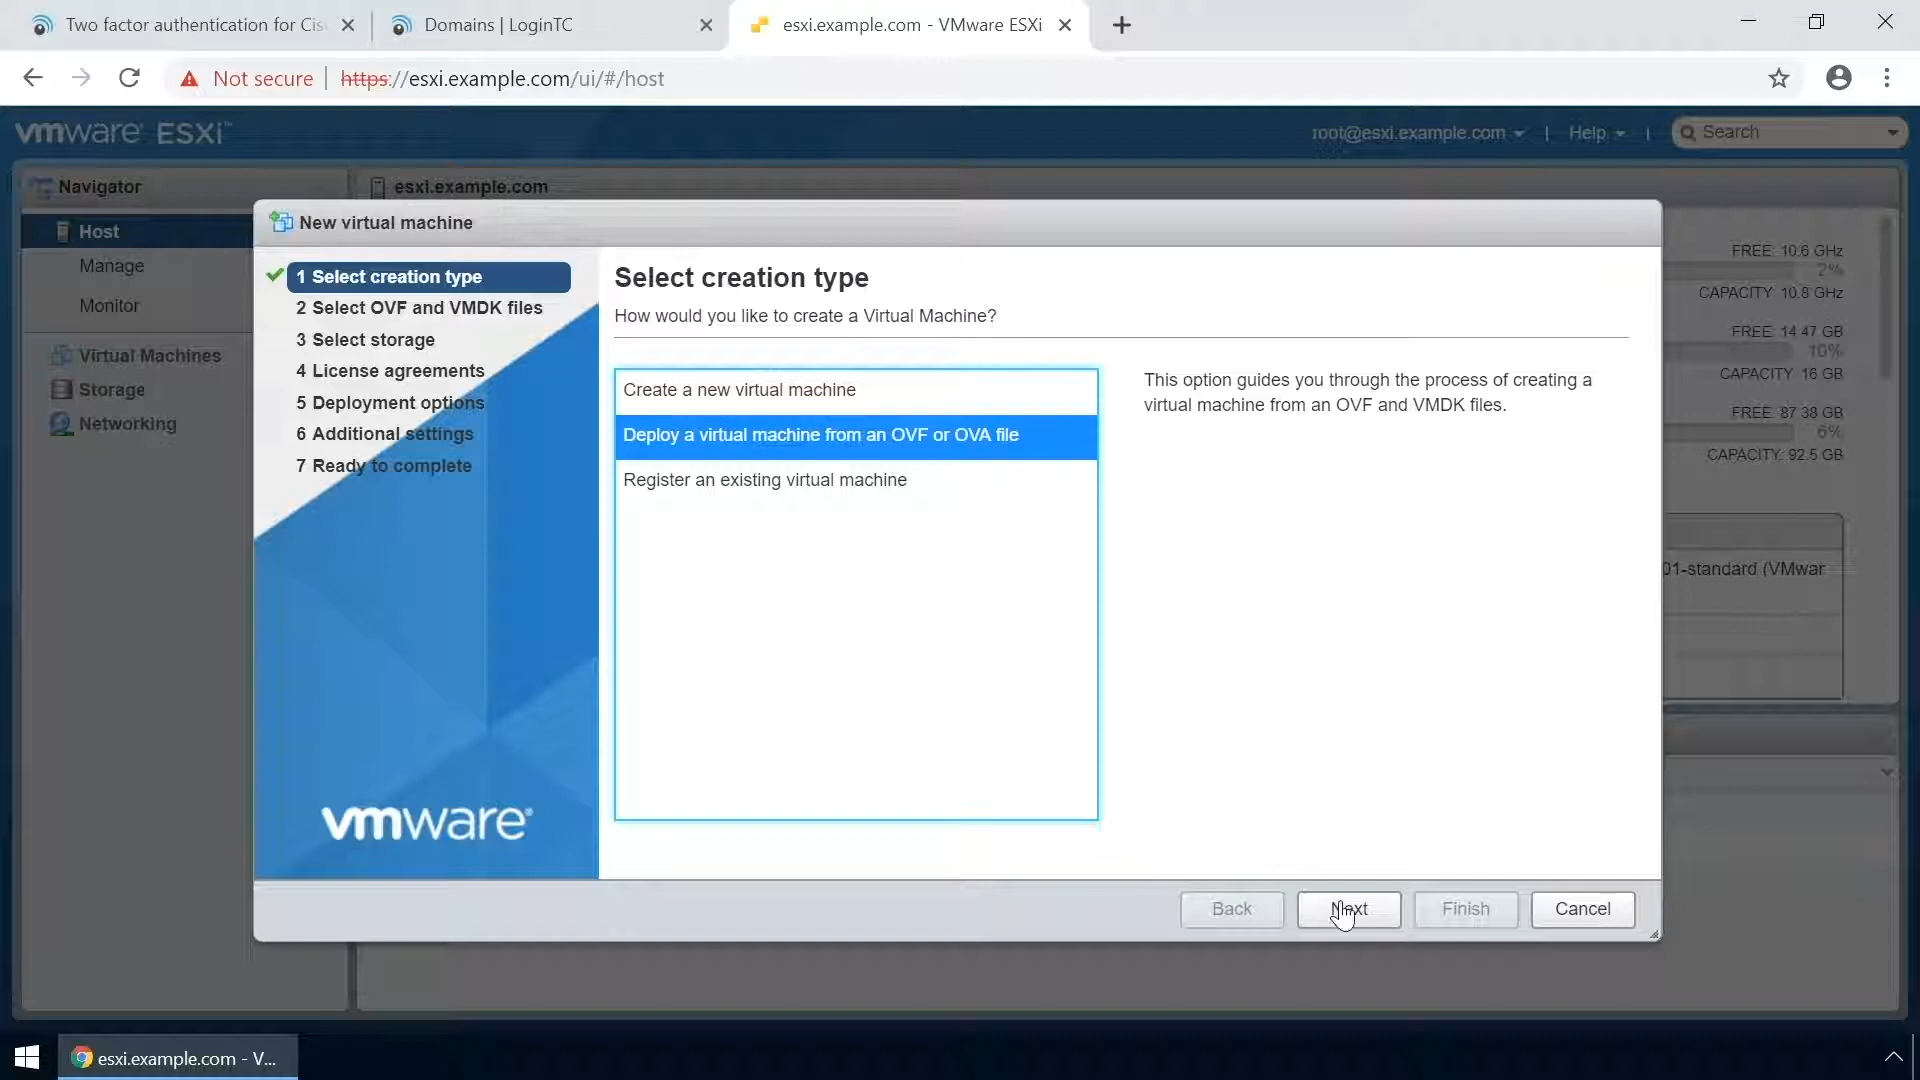 Two factor authentication for Cis
Domains | LoginTC
esxi.example.com - VMware ESXi
Not secure
https://esxi.example.com/ui/#/host
vmware ESXi™
root@esxi.example.com
|
Help
|
Search
Navigator
esxi.example.com
Host
Manage
Monitor
Virtual Machines
Storage
Networking
FREE: 10.6 GHz
2%
CAPACITY: 10.8 GHz
FREE: 14.47 GB
10%
CAPACITY: 16 GB
FREE: 87.38 GB
6%
CAPACITY: 92.5 GB
01-standard (VMwar
New virtual machine
1 Select creation type
2 Select OVF and VMDK files
3 Select storage
4 License agreements
5 Deployment options
6 Additional settings
7 Ready to complete
vmware®
Select creation type
How would you like to create a Virtual Machine?
Create a new virtual machine
Deploy a virtual machine from an OVF or OVA file
Register an existing virtual machine
This option guides you through the process of creating a
virtual machine from an OVF and VMDK files.
Back
Next
Finish
Cancel
esxi.example.com - V...